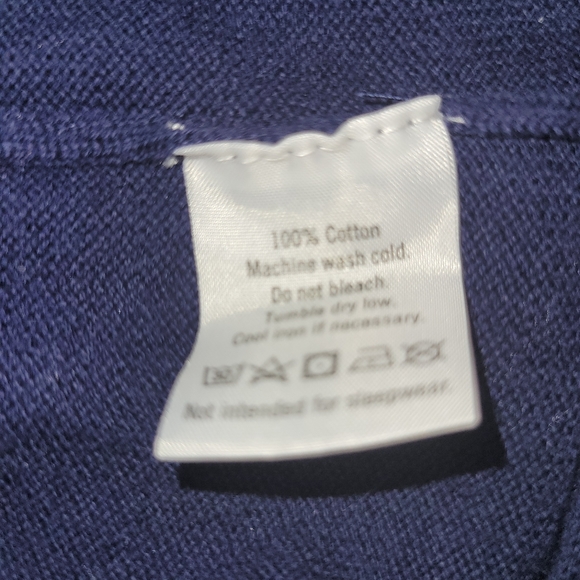 100% Cotton
Machine wash cold.
Do not bleach.
Tumble dry low.
Cool iron if necessary.
Not intended for sleepwear.